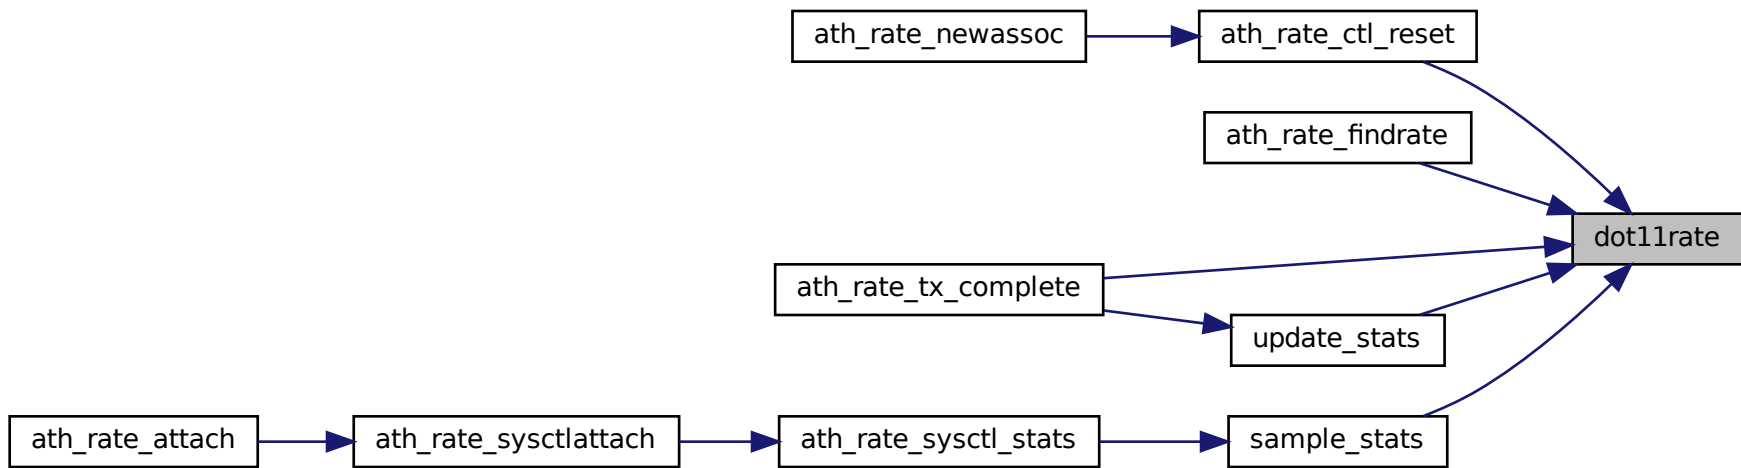 ath_rate_newassoc
ath_rate_ctl_reset
ath_rate_findrate
dot11rate
ath_rate_tx_complete
update_stats
ath_rate_attach
ath_rate_sysctlattach
ath_rate_sysctl_stats
sample_stats